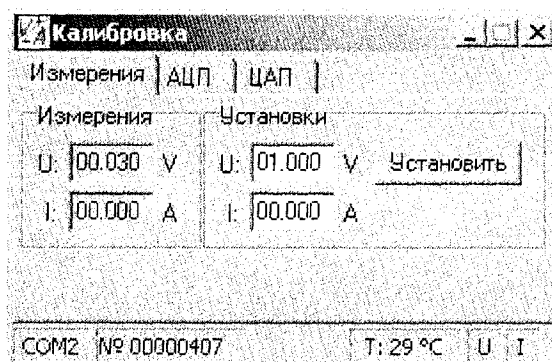 Калибровка
Измерения АЦП ЦАП
Измерения Установки
U: 00.030 V U: 01.000 V Установить
I: 00.000 A I: 00.000 A
COM2 № 00000407 T: 29 °C U I